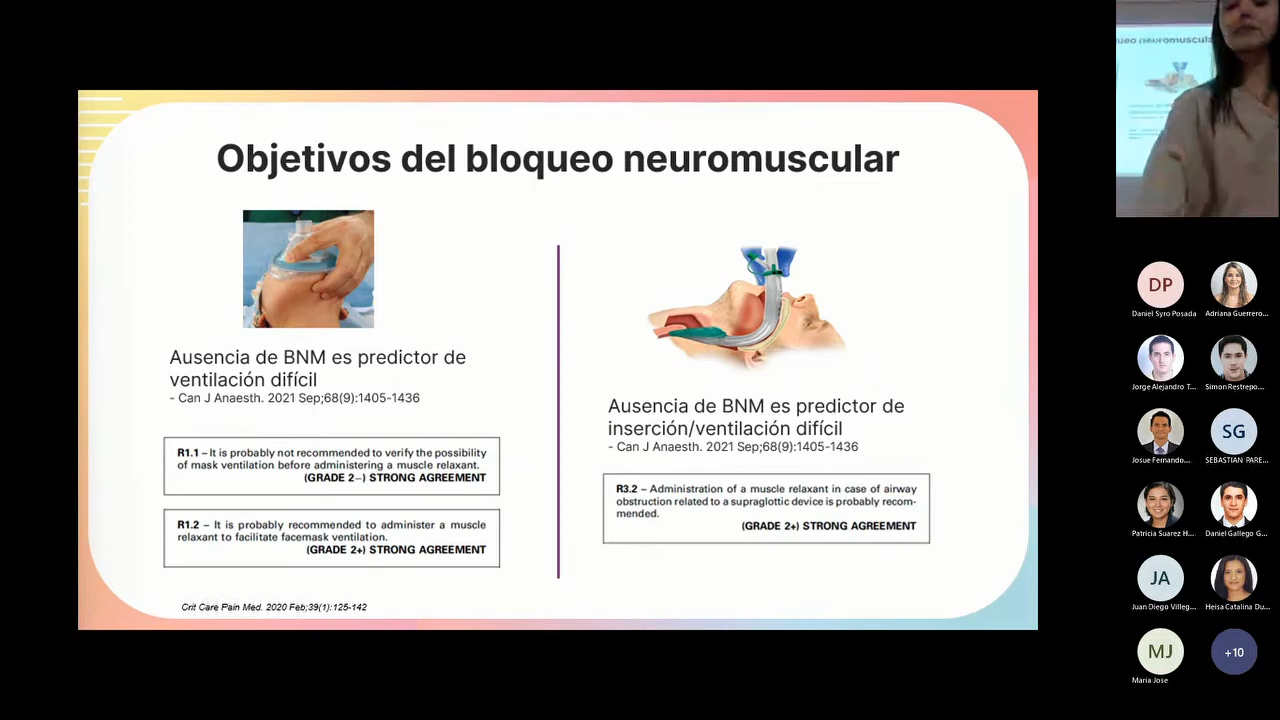 Objetivos del bloqueo neuromuscular
Ausencia de BNM es predictor de
ventilación difícil
- Can J Anaesth. 2021 Sep;68(9):1405-1436
R1.1 – It is probably not recommended to verify the possibility
of mask ventilation before administering a muscle relaxant.
(GRADE 2–) STRONG AGREEMENT
R1.2 – It is probably recommended to administer a muscle
relaxant to facilitate facemask ventilation.
(GRADE 2+) STRONG AGREEMENT
Crit Care Pain Med. 2020 Feb;39(1):125-142
Ausencia de BNM es predictor de
inserción/ventilación difícil
- Can J Anaesth. 2021 Sep;68(9):1405-1436
R3.2 – Administration of a muscle relaxant in case of airway
obstruction related to a supraglottic device is probably recom-
mended.
(GRADE 2+) STRONG AGREEMENT
DP
Daniel Syro Posada
Adriana Guerrero...
Jorge Alejandro T...
Simon Restrepo...
Josue Fernando...
SG
SEBASTIAN PARE...
Patricia Suarez H...
Daniel Gallego G...
JA
Juan Diego Villeg...
Heisa Catalina Du...
MJ
Maria Jose
+10